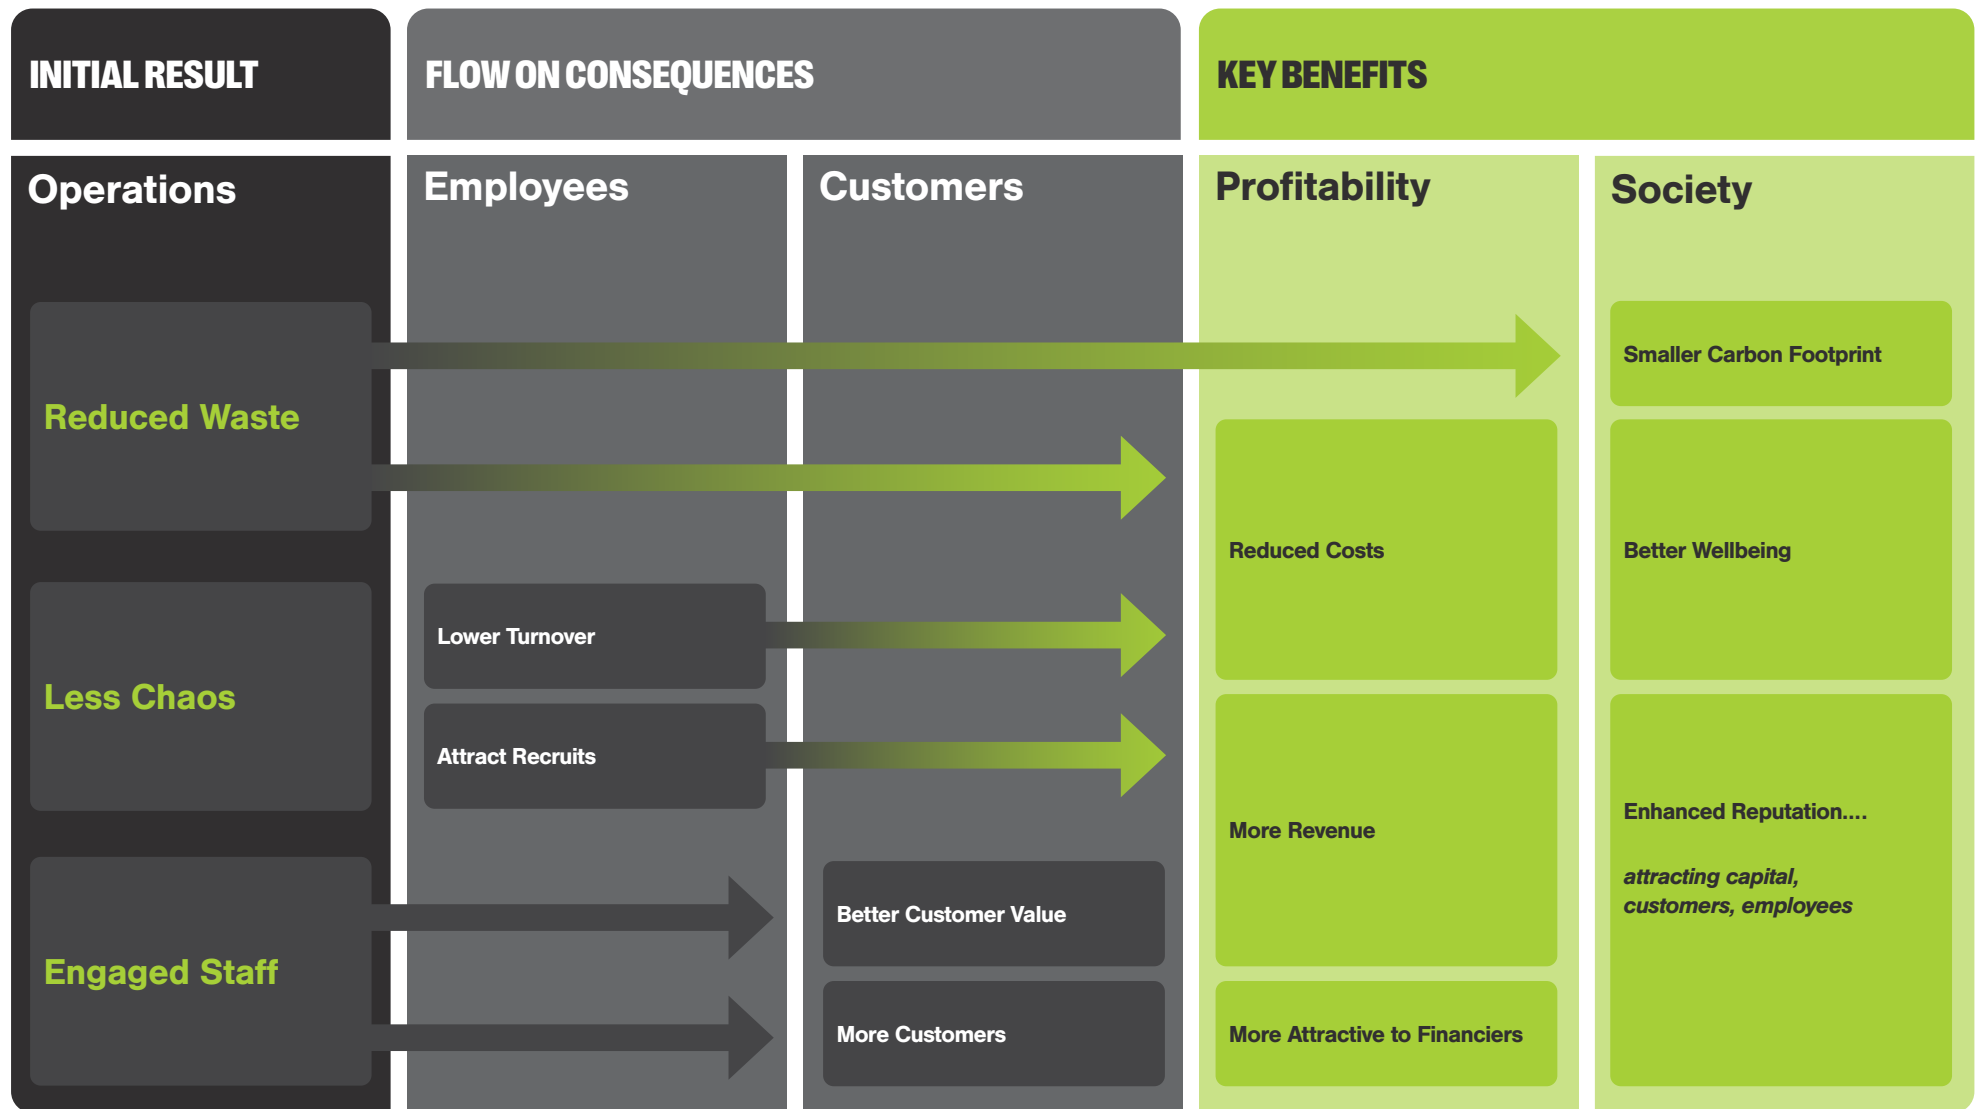 INITIAL RESULT
FLOW ON CONSEQUENCES
KEY BENEFITS
Operations
Employees
Customers
Profitability
Society
Reduced Waste
Less Chaos
Engaged Staff
Lower Turnover
Attract Recruits
Better Customer Value
More Customers
Reduced Costs
More Revenue
More Attractive to Financiers
Smaller Carbon Footprint
Better Wellbeing
Enhanced Reputation....
attracting capital,
customers, employees